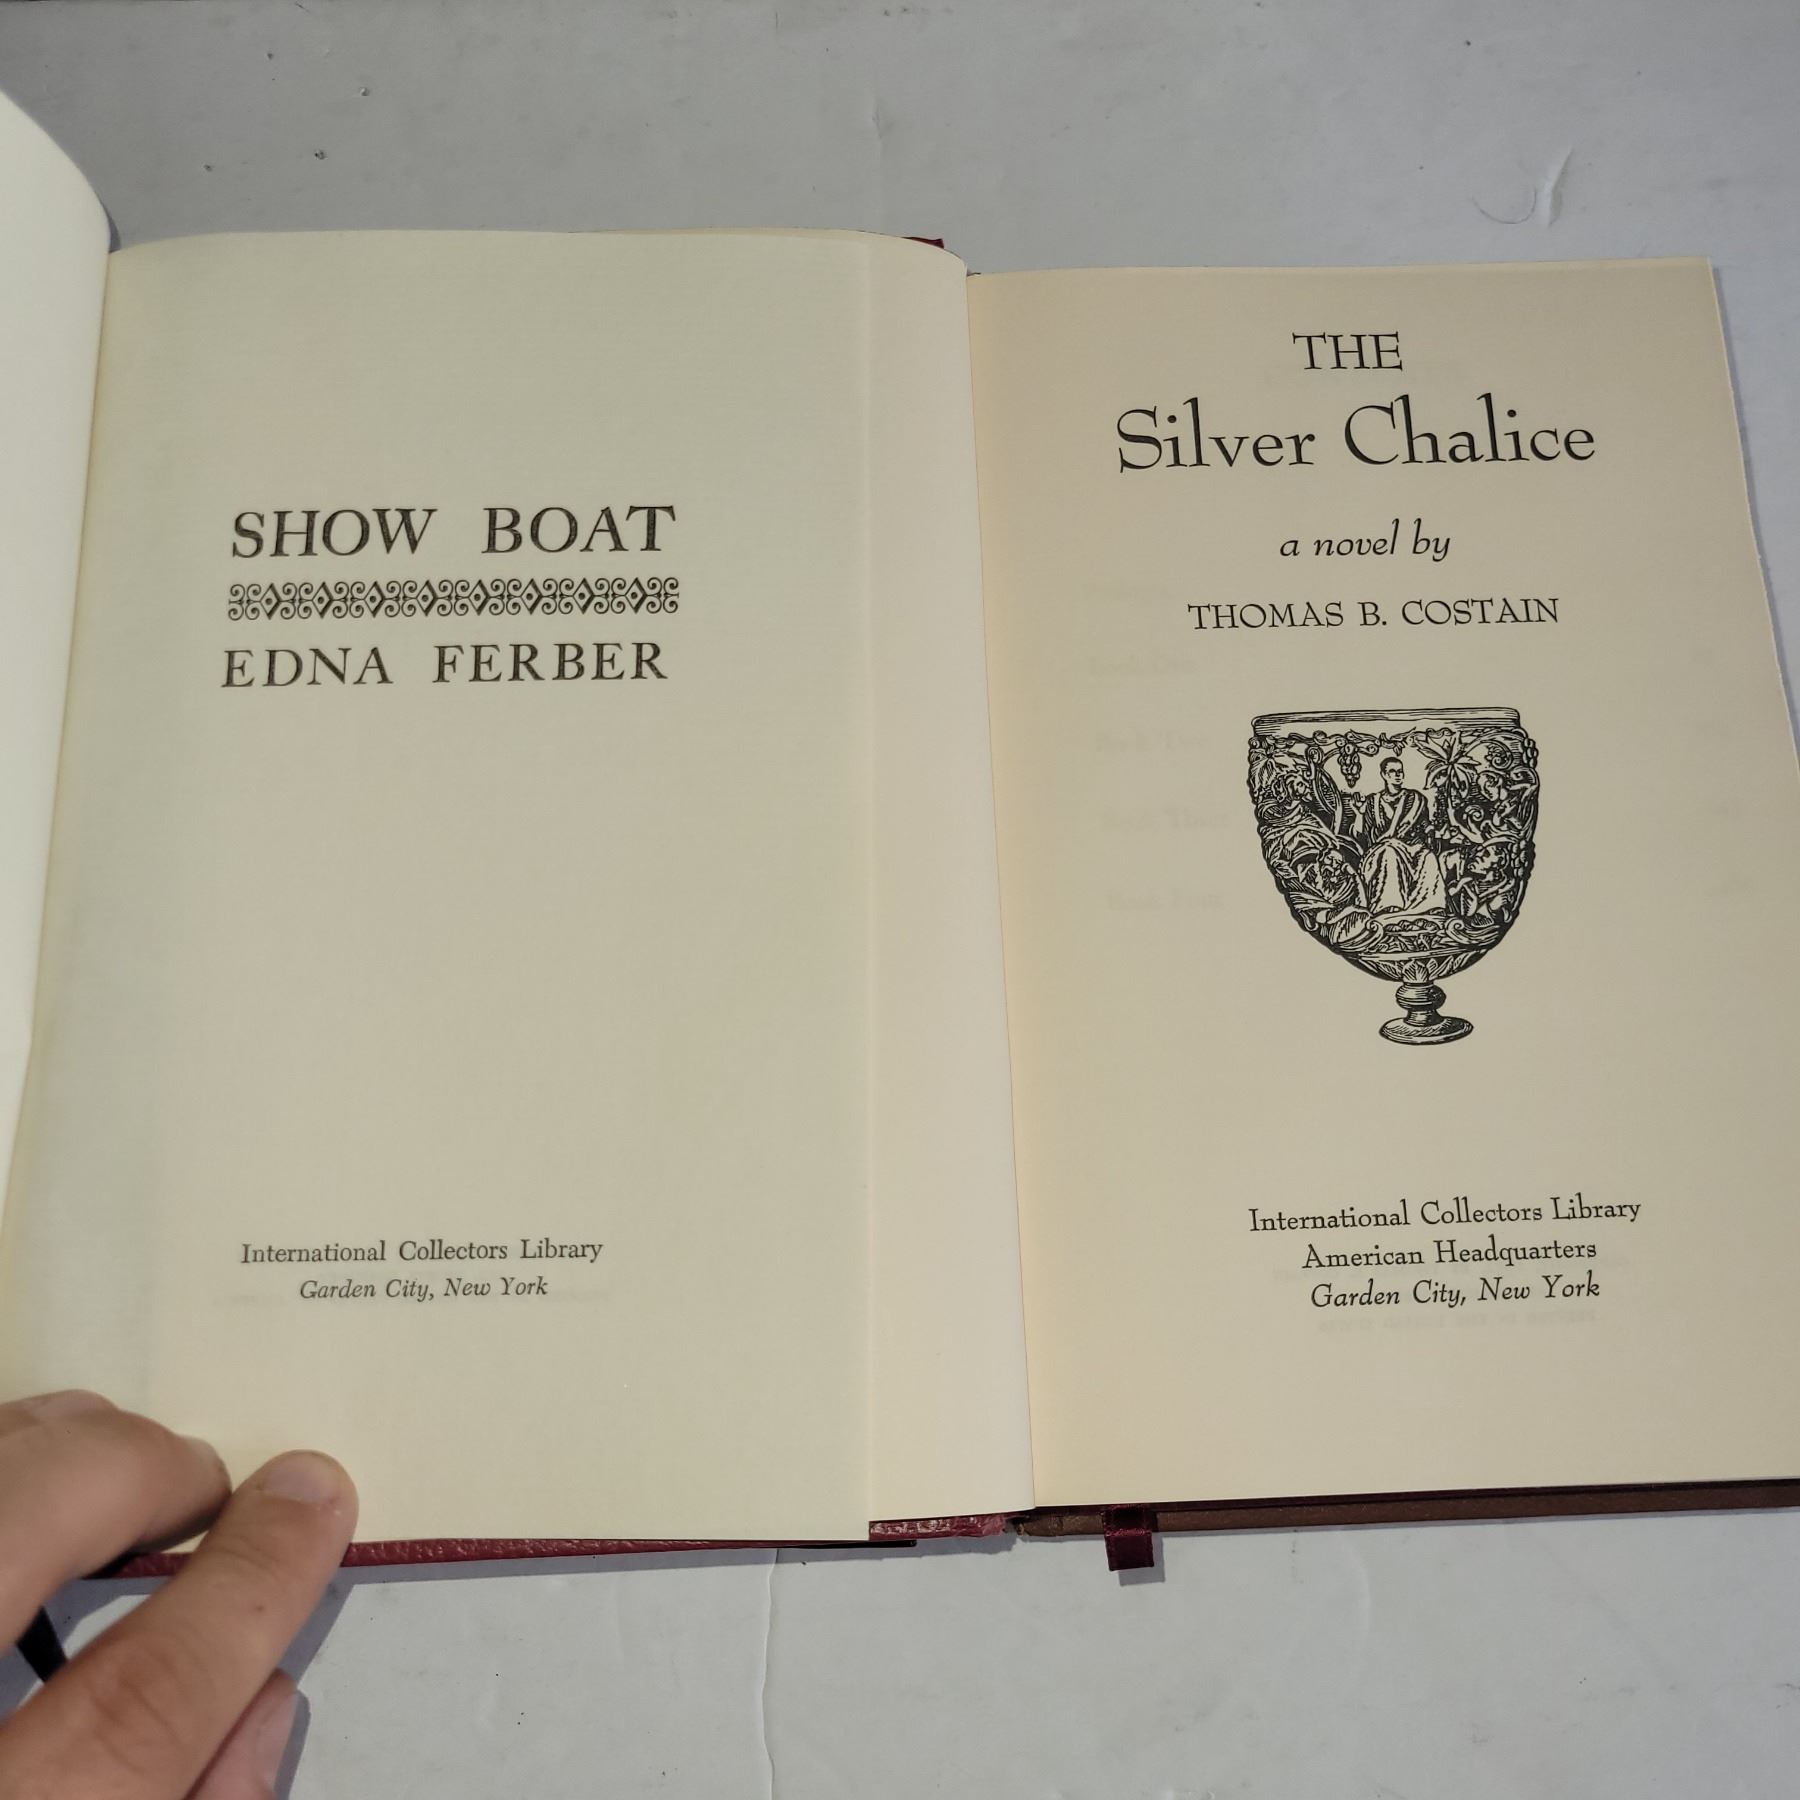 SHOW BOAT
EDNA FERBER
International Collectors Library
Garden City, New York
THE
Silver Chalice
a novel by
THOMAS B. COSTAIN
International Collectors Library
American Headquarters
Garden City, New York